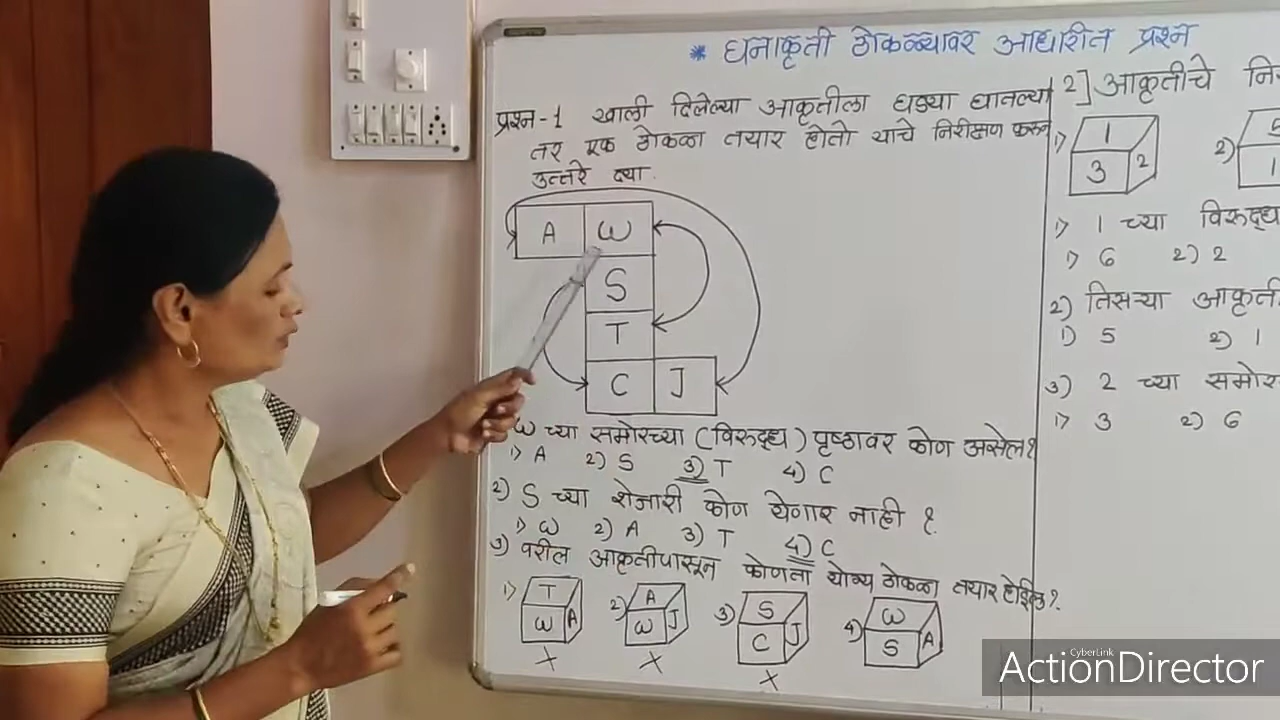 * घनाकृती ठोकळ्यावर आधारीत प्रश्न
प्रश्न-1 खाली दिलेल्या आकृतीला घड्या घातल्या
तर एक ठोकळा तयार होतो याचे निरीक्षण करून
उत्तरे द्या.
A W
S
T
C J
W च्या समोरच्या (विरुद्ध) पृष्ठावर कोण असेल?
1) A 2) S 3) T 4) C
2) S च्या शेजारी कोण येणार नाही ?
1) W 2) A 3) T 4) C
3) वरील आकृतीपासून कोणता योग्य ठोकळा तयार होईल?
1) T W A 2) A W J 3) S C J 4) W S A
X X X
2] आकृतीचे
1) 1 3 2 2) 1
1) 1 च्या विरुद्ध
1) 6 2) 2
2) तिसऱ्या आकृती
1) 5 2) 1
3) 2 च्या समोर
1) 3 2) 6
CyberLink
ActionDirector